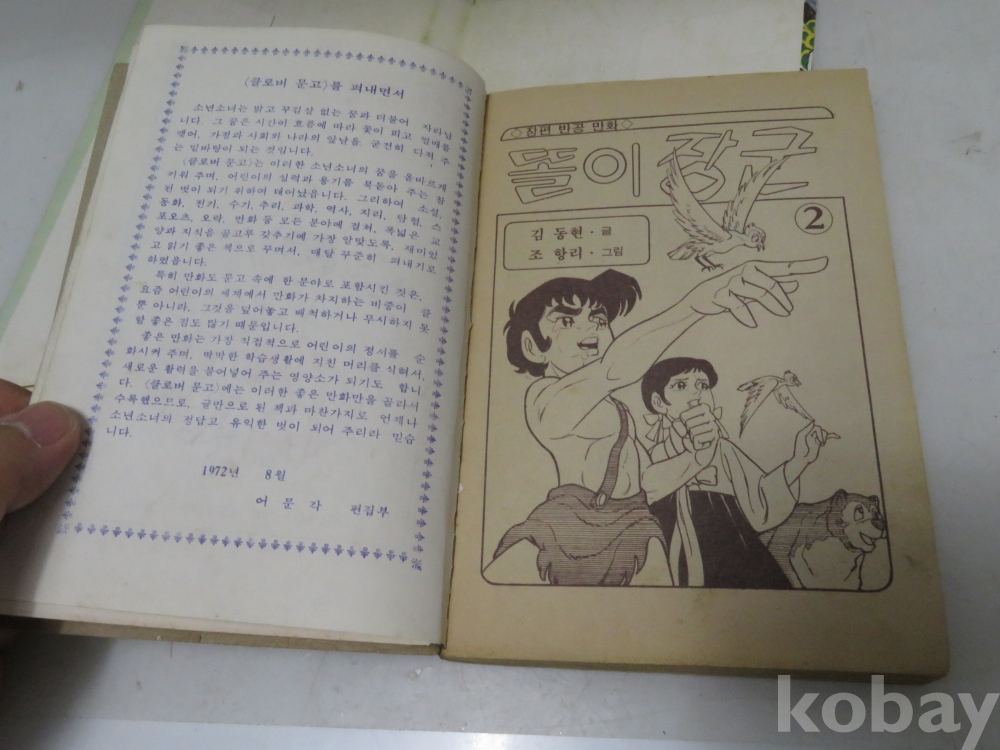 〈클로버 문고〉를 펴내면서
소년소녀는 밝고 꾸김살 없는 꿈과 더불어 자라납
니다. 그 꿈은 시간이 흐름에 따라 꽃이 피고 열매를
맺어, 가정과 사회와 나라의 앞날을 굳건히 다져 주
는 밑바탕이 되는 것입니다.
〈클로버 문고〉는 이러한 소년소녀의 꿈을 올바르게
키워 주며, 어린이의 실력과 용기를 북돋아 주는 참
된 벗이 되기 위하여 태어났읍니다. 그리하여 소설,
동화, 전기, 수기, 추리, 과학, 역사, 지리, 탐험, 스
포오츠, 오락, 만화 등 모든 분야에 걸쳐, 폭넓은 교
양과 지식을 골고루 갖추기에 가장 알맞도록, 재미있
고 읽기 좋은 책으로 꾸며서, 매달 꾸준히 펴내기로
하였읍니다.
특히 만화도 문고 속에 한 분야로 포함시킨 것은,
요즘 어린이의 세계에서 만화가 차지하는 비중이 클
뿐 아니라, 그것을 덮어놓고 배척하거나 무시하지 못
할 좋은 점도 많기 때문입니다.
좋은 만화는 가장 직접적으로 어린이의 정서를 순
화시켜 주며, 딱딱한 학습생활에 지친 머리를 식혀서,
새로운 활력을 불어넣어 주는 영양소가 되기도 합니
다. 〈클로버 문고〉에는 이러한 좋은 만화만을 골라서
수록했으므로, 글만으로 된 책과 마찬가지로 언제나
소년소녀의 정답고 유익한 벗이 되어 주리라 믿습
니다.
1972년 8월
어문각 편집부
◇장편 반공 만화◇
똘이 장군
2
김 동현·글
조 항리·그림
kobay